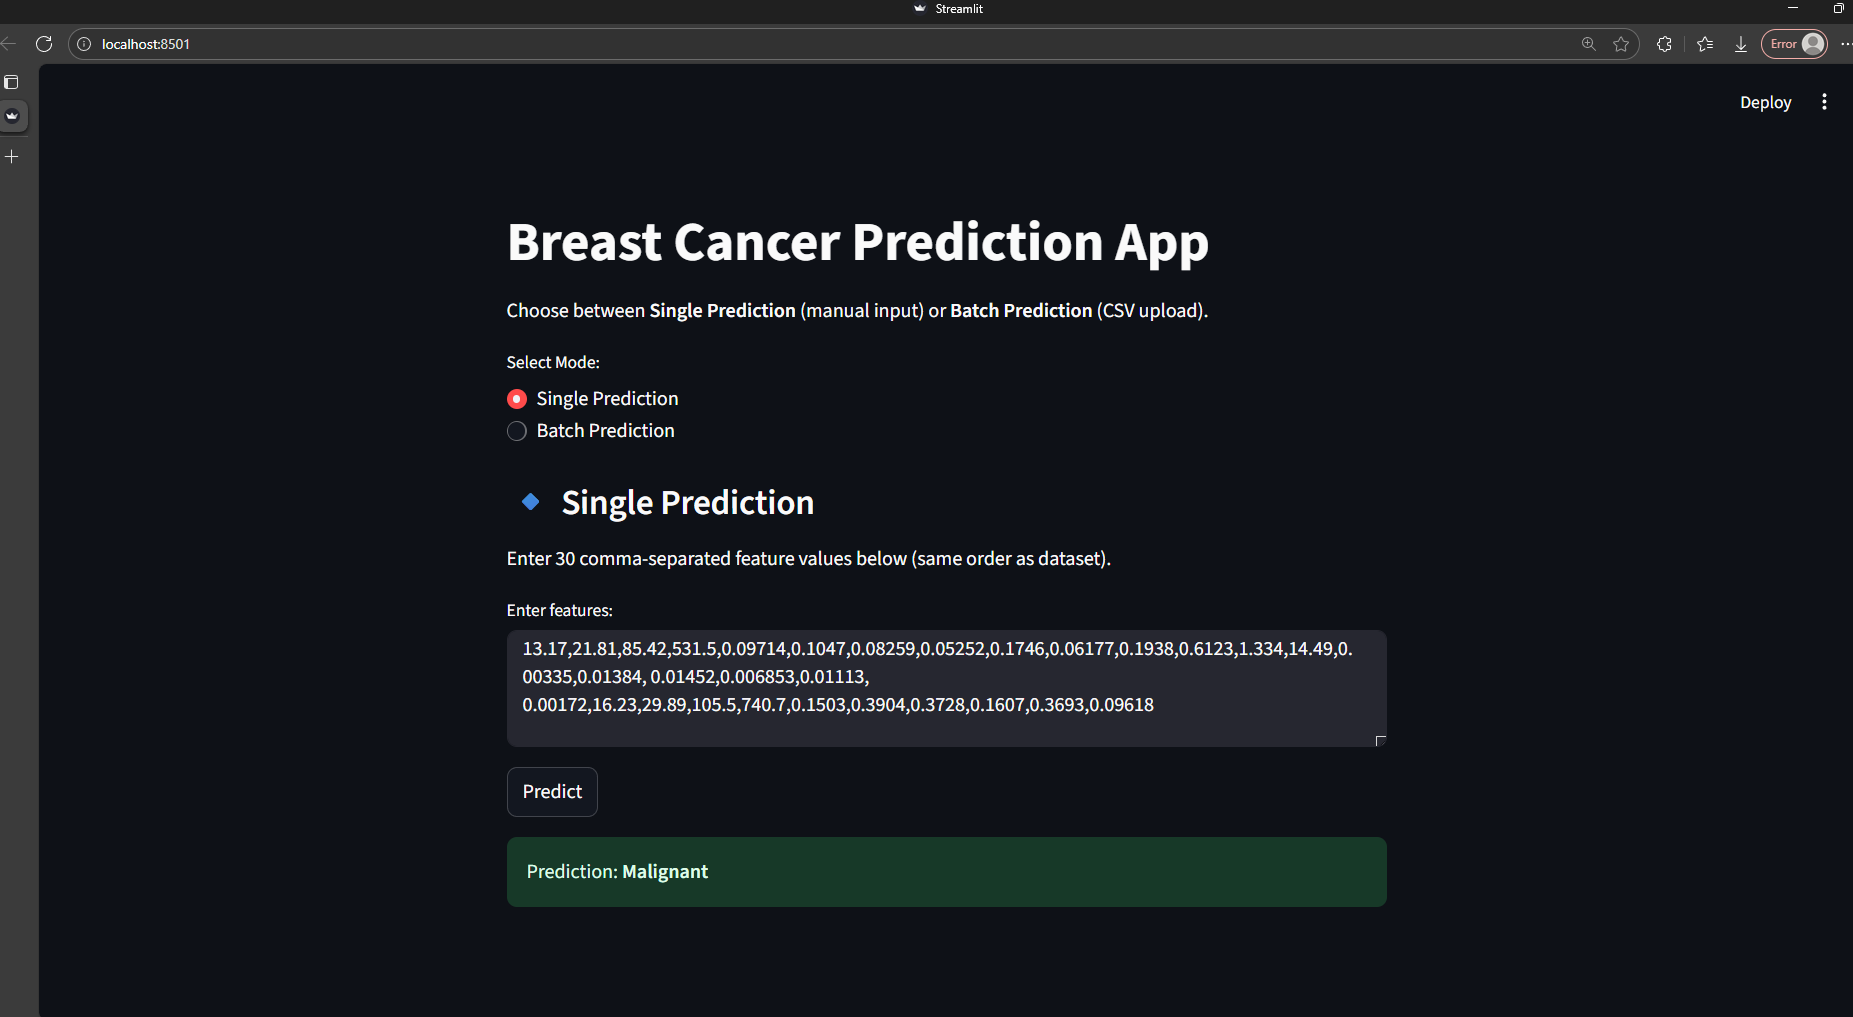 Streamlit
localhost:8501
Error
Deploy
Breast Cancer Prediction App
Choose between Single Prediction (manual input) or Batch Prediction (CSV upload).
Select Mode:
Single Prediction
Batch Prediction
Single Prediction
Enter 30 comma-separated feature values below (same order as dataset).
Enter features:
13.17,21.81,85.42,531.5,0.09714,0.1047,0.08259,0.05252,0.1746,0.06177,0.1938,0.6123,1.334,14.49,0.
00335,0.01384, 0.01452,0.006853,0.01113,
0.00172,16.23,29.89,105.5,740.7,0.1503,0.3904,0.3728,0.1607,0.3693,0.09618
Predict
Prediction: Malignant